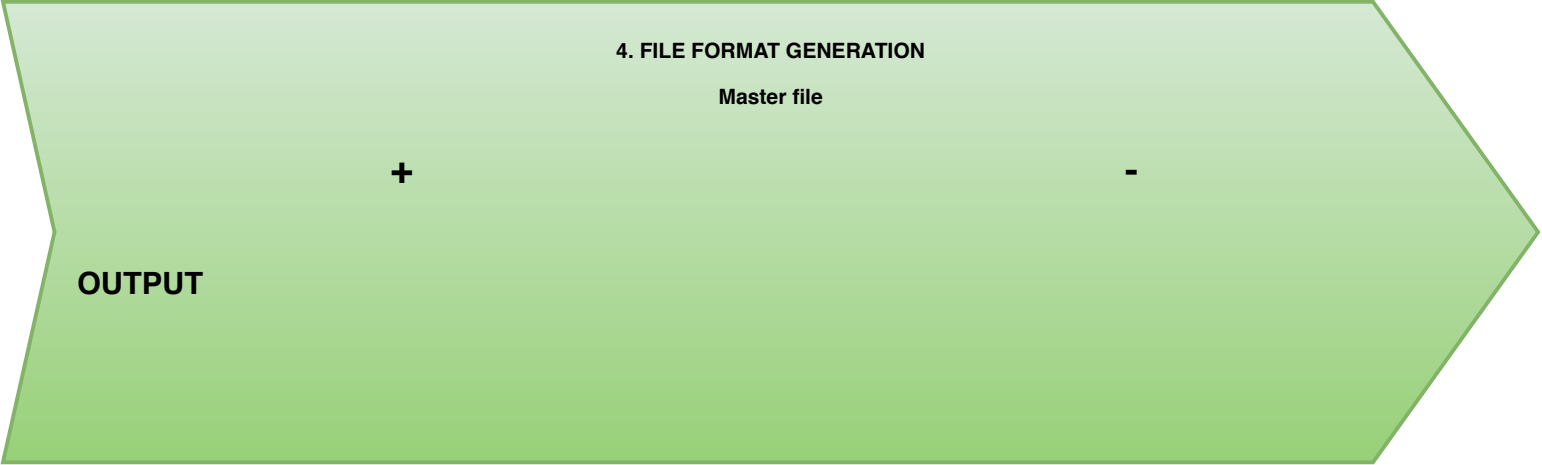 4. FILE FORMAT GENERATION
Master file
+ -
OUTPUT